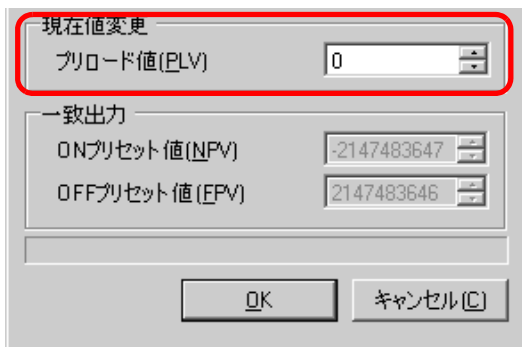 現在値変更
プリロード値(PLV)
0
一致出力
ONプリセット値(NPV)
-2147483647
OFFプリセット値(FPV)
2147483646
OK
キャンセル(C)